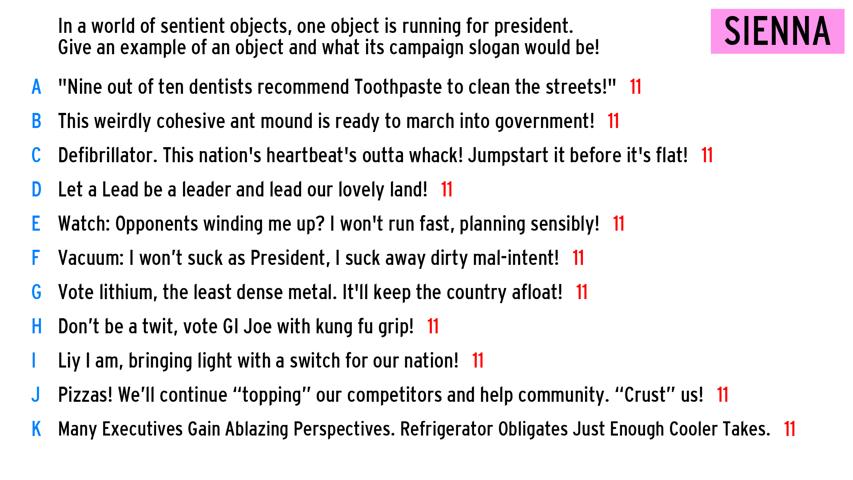 In a world of sentient objects, one object is running for president.
Give an example of an object and what its campaign slogan would be!
SIENNA
A "Nine out of ten dentists recommend Toothpaste to clean the streets!" 11
B This weirdly cohesive ant mound is ready to march into government! 11
C Defibrillator. This nation's heartbeat's outta whack! Jumpstart it before it's flat! 11
D Let a Lead be a leader and lead our lovely land! 11
E Watch: Opponents winding me up? I won't run fast, planning sensibly! 11
F Vacuum: I won’t suck as President, I suck away dirty mal-intent! 11
G Vote lithium, the least dense metal. It'll keep the country afloat! 11
H Don’t be a twit, vote GI Joe with kung fu grip! 11
I Liy I am, bringing light with a switch for our nation! 11
J Pizzas! We’ll continue “topping” our competitors and help community. “Crust” us! 11
K Many Executives Gain Ablazing Perspectives. Refrigerator Obligates Just Enough Cooler Takes. 11